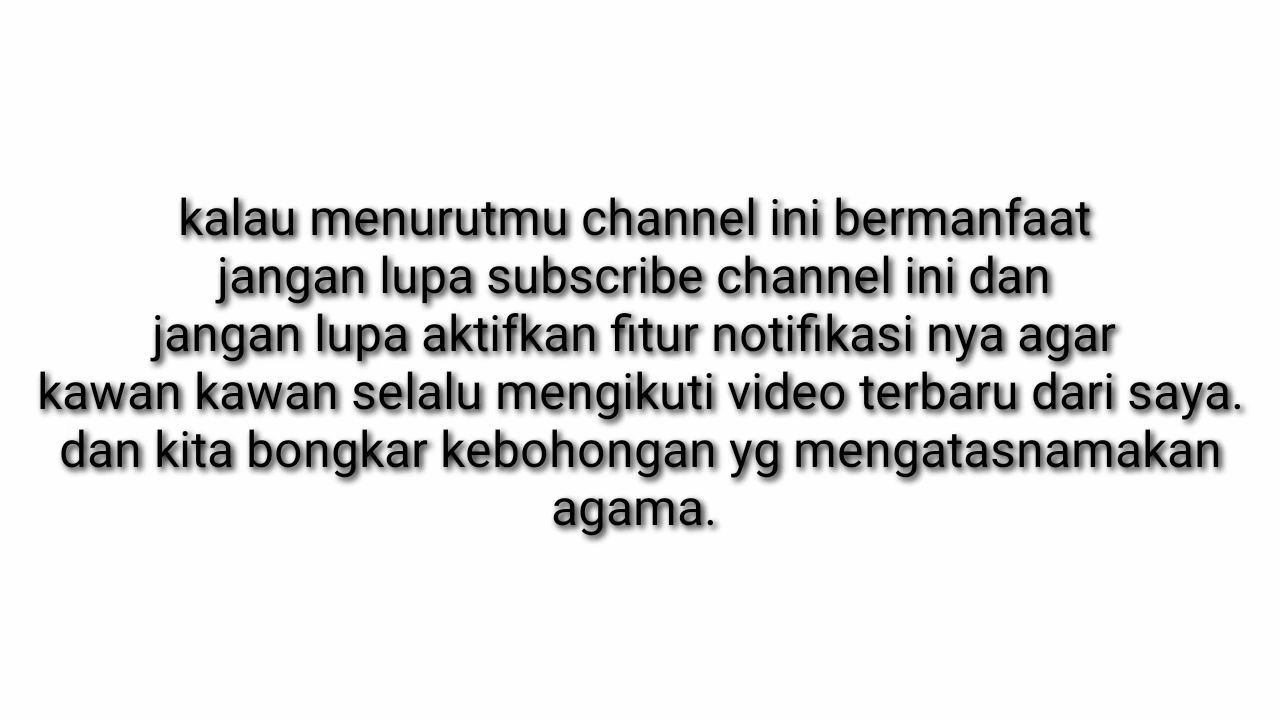 kalau menurutmu channel ini bermanfaat
jangan lupa subscribe channel ini dan
jangan lupa aktifkan fitur notifikasi nya agar
kawan kawan selalu mengikuti video terbaru dari saya.
dan kita bongkar kebohongan yg mengatasnamakan
agama.